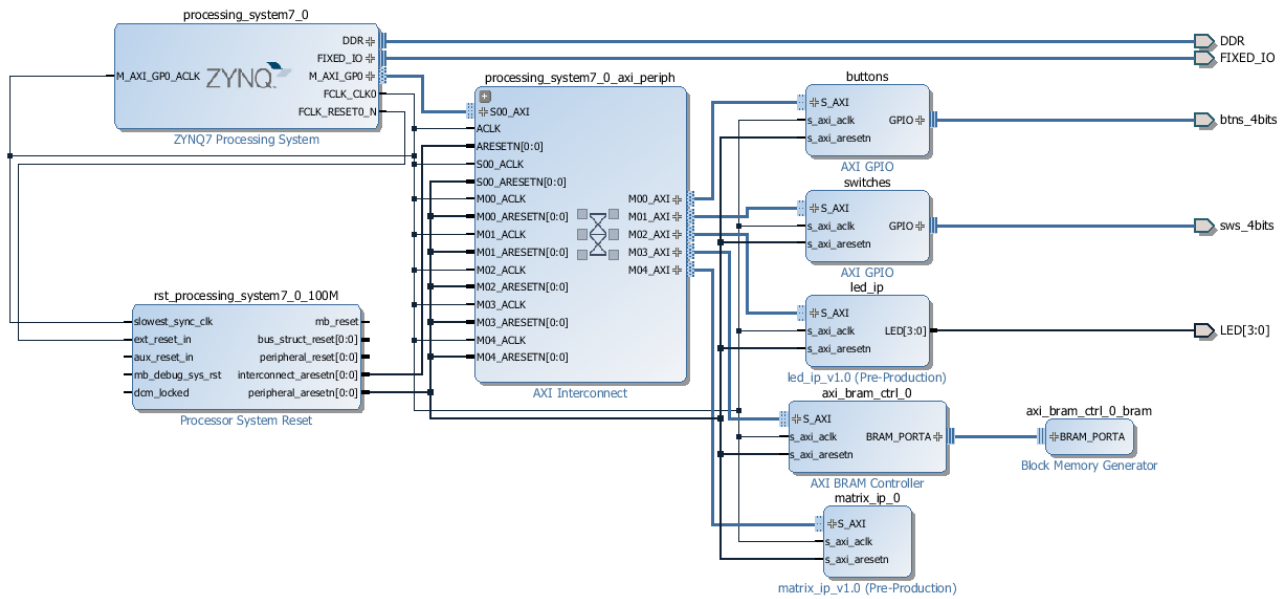 processing_system7_0
DDR
FIXED_IO
M_AXI_GP0_ACLK
ZYNQ
M_AXI_GP0
FCLK_CLK0
FCLK_RESET0_N
ZYNQ7 Processing System
processing_system7_0_axi_periph
S00_AXI
ACLK
ARESETN[0:0]
S00_ACLK
S00_ARESETN[0:0]
M00_ACLK
M00_ARESETN[0:0]
M01_ACLK
M01_ARESETN[0:0]
M02_ACLK
M02_ARESETN[0:0]
M03_ACLK
M03_ARESETN[0:0]
M04_ACLK
M04_ARESETN[0:0]
M00_AXI
M01_AXI
M02_AXI
M03_AXI
M04_AXI
AXI Interconnect
rst_processing_system7_0_100M
slowest_sync_clk
ext_reset_in
aux_reset_in
mb_debug_sys_rst
dcm_locked
mb_reset
bus_struct_reset[0:0]
peripheral_reset[0:0]
interconnect_aresetn[0:0]
peripheral_aresetn[0:0]
Processor System Reset
buttons
S_AXI
s_axi_aclk
s_axi_aresetn
GPIO
AXI GPIO
switches
S_AXI
s_axi_aclk
s_axi_aresetn
GPIO
AXI GPIO
led_ip
S_AXI
s_axi_aclk
s_axi_aresetn
LED[3:0]
led_ip_v1.0 (Pre-Production)
axi_bram_ctrl_0
S_AXI
s_axi_aclk
s_axi_aresetn
BRAM_PORTA
AXI BRAM Controller
axi_bram_ctrl_0_bram
BRAM_PORTA
Block Memory Generator
matrix_ip_0
S_AXI
s_axi_aclk
s_axi_aresetn
matrix_ip_v1.0 (Pre-Production)
DDR
FIXED_IO
btns_4bits
sws_4bits
LED[3:0]